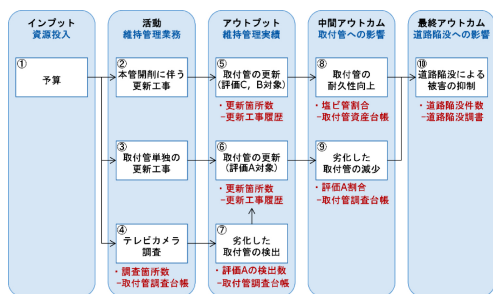 インプット
資源投入
①
予算
活動
維持管理業務
②
本管開削に伴う
更新工事
③
取付管単独の
更新工事
④
テレビカメラ
調査
・調査箇所数
−取付管調査台帳
アウトプット
維持管理実績
⑤
取付管の更新
(評価C, B対象)
・更新箇所数
−更新工事履歴
⑥
取付管の更新
(評価A対象)
・更新箇所数
−更新工事履歴
⑦
劣化した
取付管の検出
・評価Aの検出数
−取付管調査台帳
中間アウトカム
取付管への影響
⑧
取付管の
耐久性向上
・塩ビ管割合
−取付管資産台帳
⑨
劣化した
取付管の減少
・評価A割合
−取付管調査台帳
最終アウトカム
道路陥没への影響
⑩
道路陥没による
被害の抑制
・道路陥没件数
−道路陥没調書